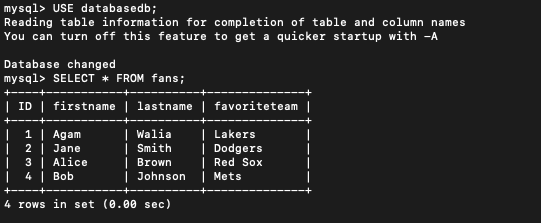 mysql> USE databasedb;
Reading table information for completion of table and column names
You can turn off this feature to get a quicker startup with -A

Database changed
mysql> SELECT * FROM fans;
+----+-----------+----------+--------------+
| ID | firstname | lastname | favoriteteam |
+----+-----------+----------+--------------+
|  1 | Agam      | Walia    | Lakers       |
|  2 | Jane      | Smith    | Dodgers      |
|  3 | Alice     | Brown    | Red Sox      |
|  4 | Bob       | Johnson  | Mets         |
+----+-----------+----------+--------------+
4 rows in set (0.00 sec)